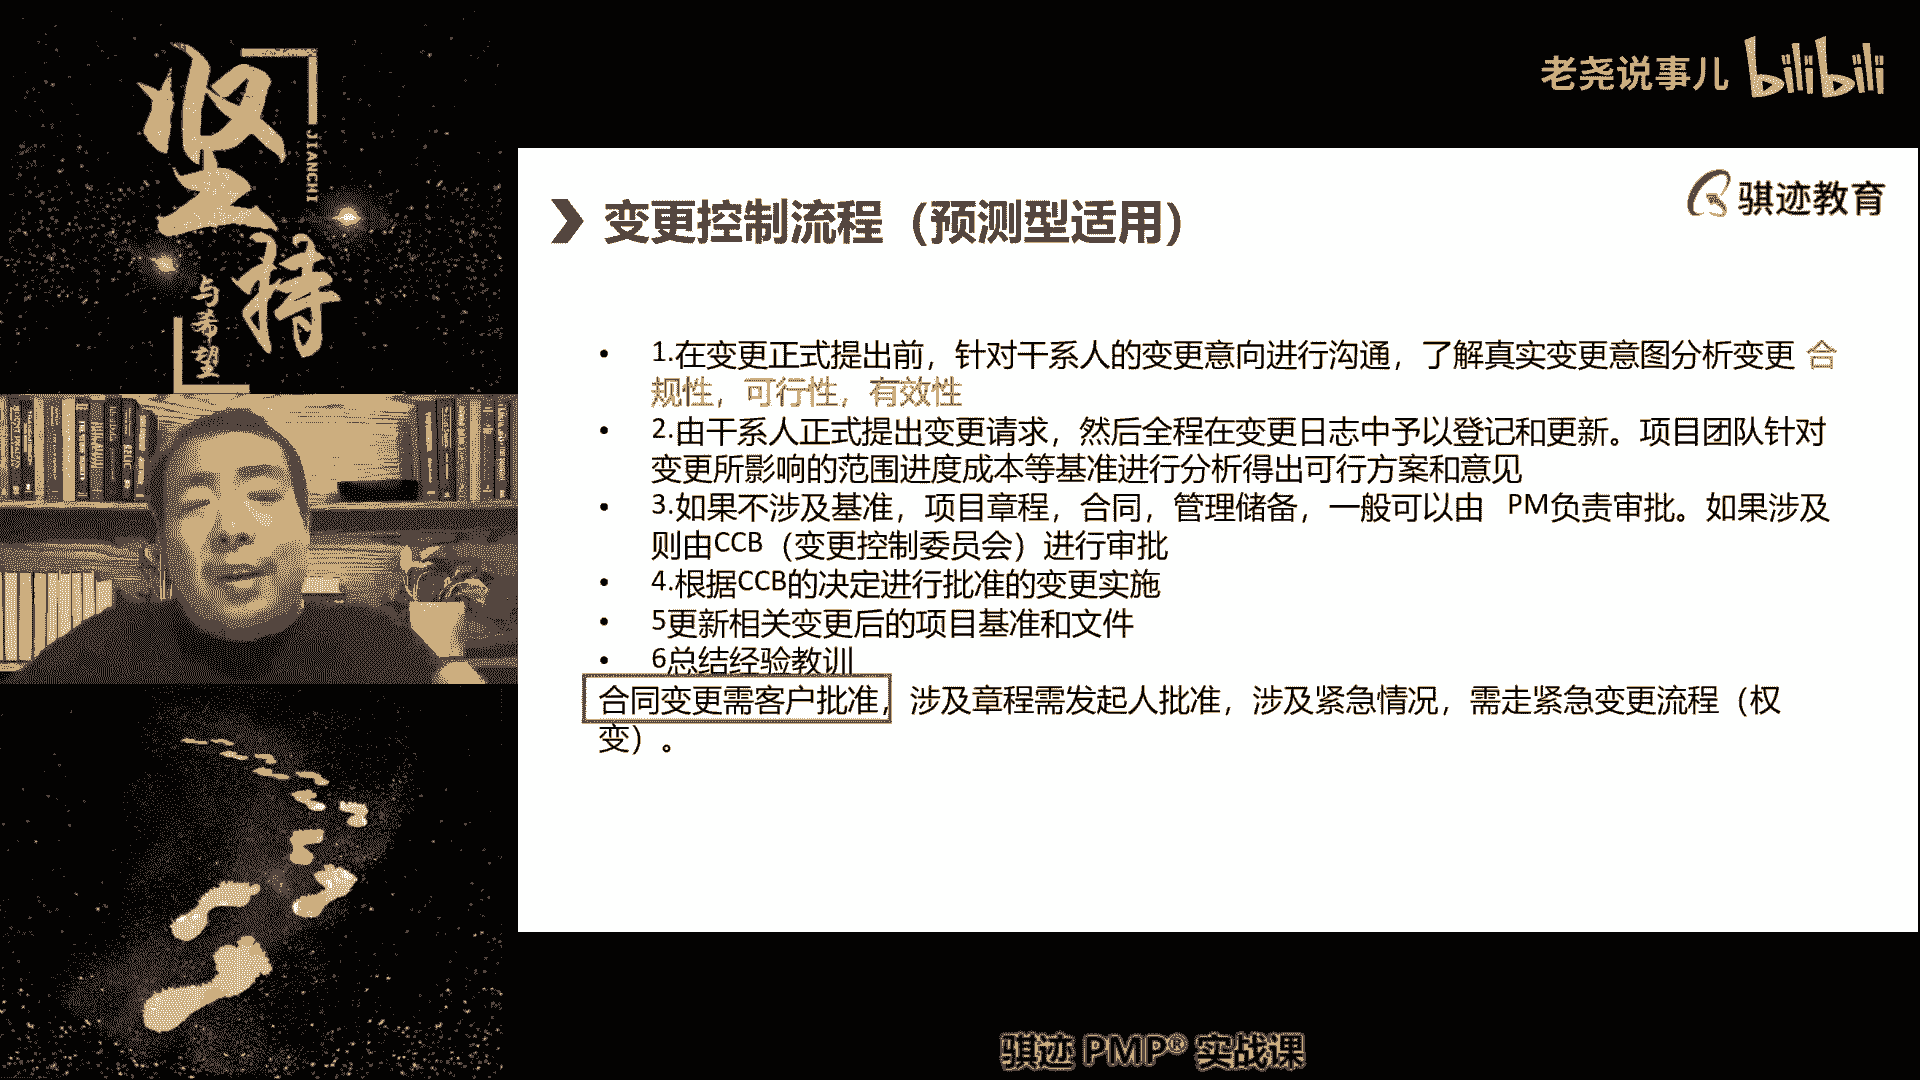 坚持
JIANCHI
与希望
老尧说事儿 bilibili
骐迹教育
变更控制流程（预测型适用）
• 1.在变更正式提出前，针对干系人的变更意向进行沟通，了解真实变更意图分析变更 合
规性，可行性，有效性
• 2.由干系人正式提出变更请求，然后全程在变更日志中予以登记和更新。项目团队针对
变更所影响的范围进度成本等基准进行分析得出可行方案和意见
• 3.如果不涉及基准，项目章程，合同，管理储备，一般可以由 PM负责审批。如果涉及
则由CCB（变更控制委员会）进行审批
• 4.根据CCB的决定进行批准的变更实施
• 5更新相关变更后的项目基准和文件
• 6总结经验教训
合同变更需客户批准，涉及章程需发起人批准，涉及紧急情况，需走紧急变更流程（权
变）。
骐迹 PMP® 实战课